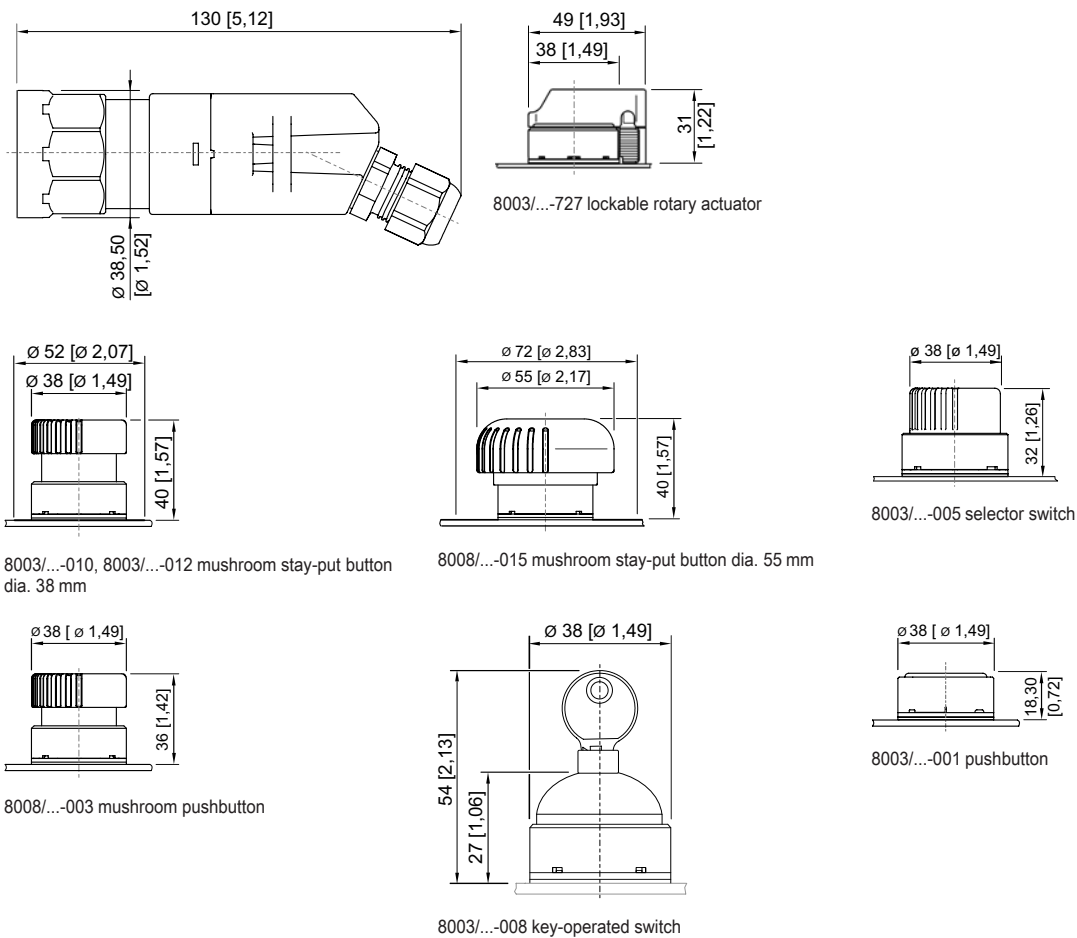 130 [5,12]
49 [1,93]
38 [1,49]
31
[1,22]
8003/...-727 lockable rotary actuator
Ø 38,50
[Ø 1,52]
Ø 52 [Ø 2,07]
Ø 38 [Ø 1,49]
40 [1,57]
8003/...-010, 8003/...-012 mushroom stay-put button
dia. 38 mm
Ø 72 [Ø 2,83]
Ø 55 [Ø 2,17]
40 [1,57]
8008/...-015 mushroom stay-put button dia. 55 mm
Ø 38 [Ø 1,49]
32 [1,26]
8003/...-005 selector switch
Ø 38 [ Ø 1,49]
36 [1,42]
8008/...-003 mushroom pushbutton
Ø 38 [Ø 1,49]
54 [2,13]
27 [1,06]
8003/...-008 key-operated switch
Ø 38 [ Ø 1,49]
18,30
[0,72]
8003/...-001 pushbutton